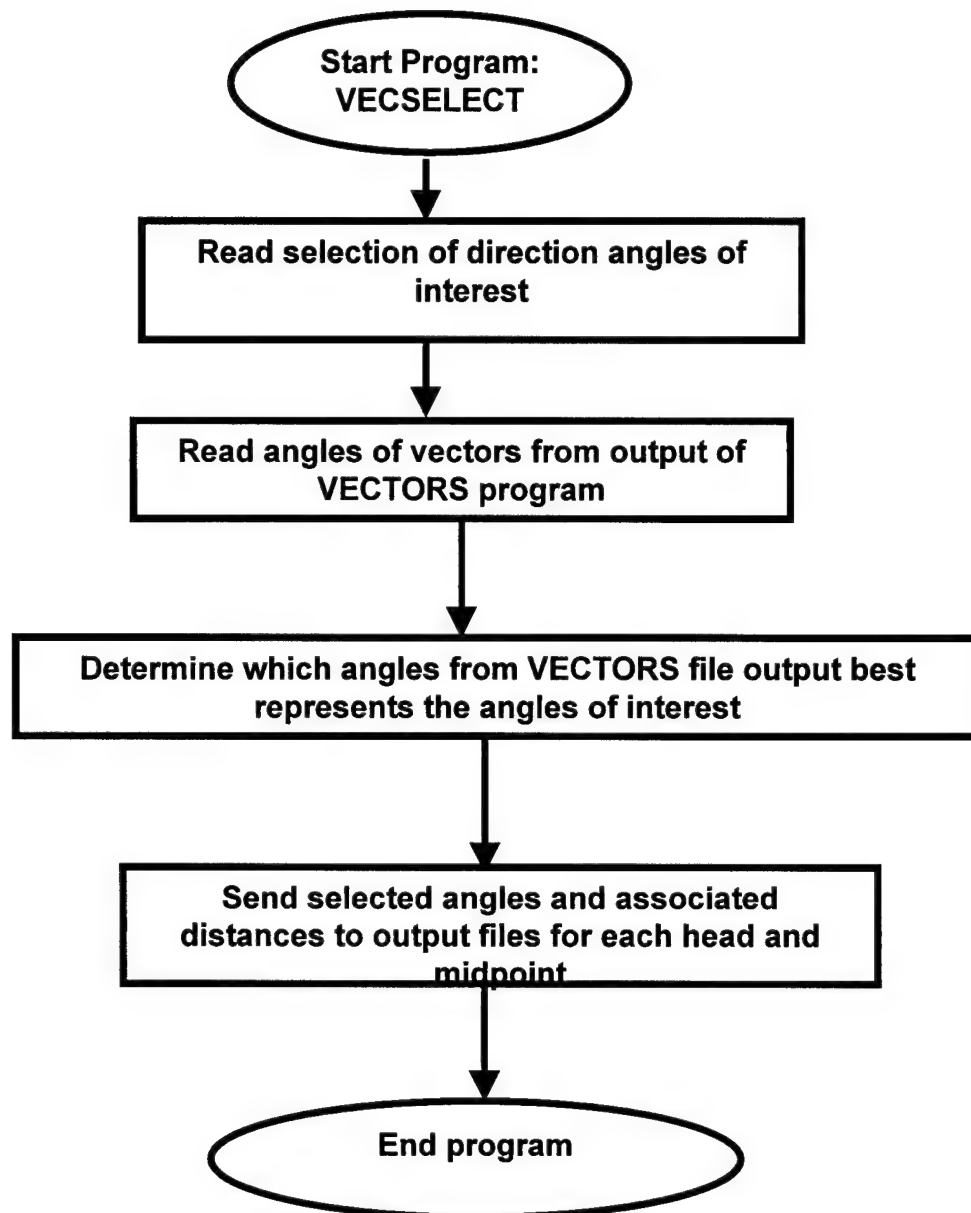 Start Program:
VECSELECT
Read selection of direction angles of
interest
Read angles of vectors from output of
VECTORS program
Determine which angles from VECTORS file output best
represents the angles of interest
Send selected angles and associated
distances to output files for each head and
midpoint
End program